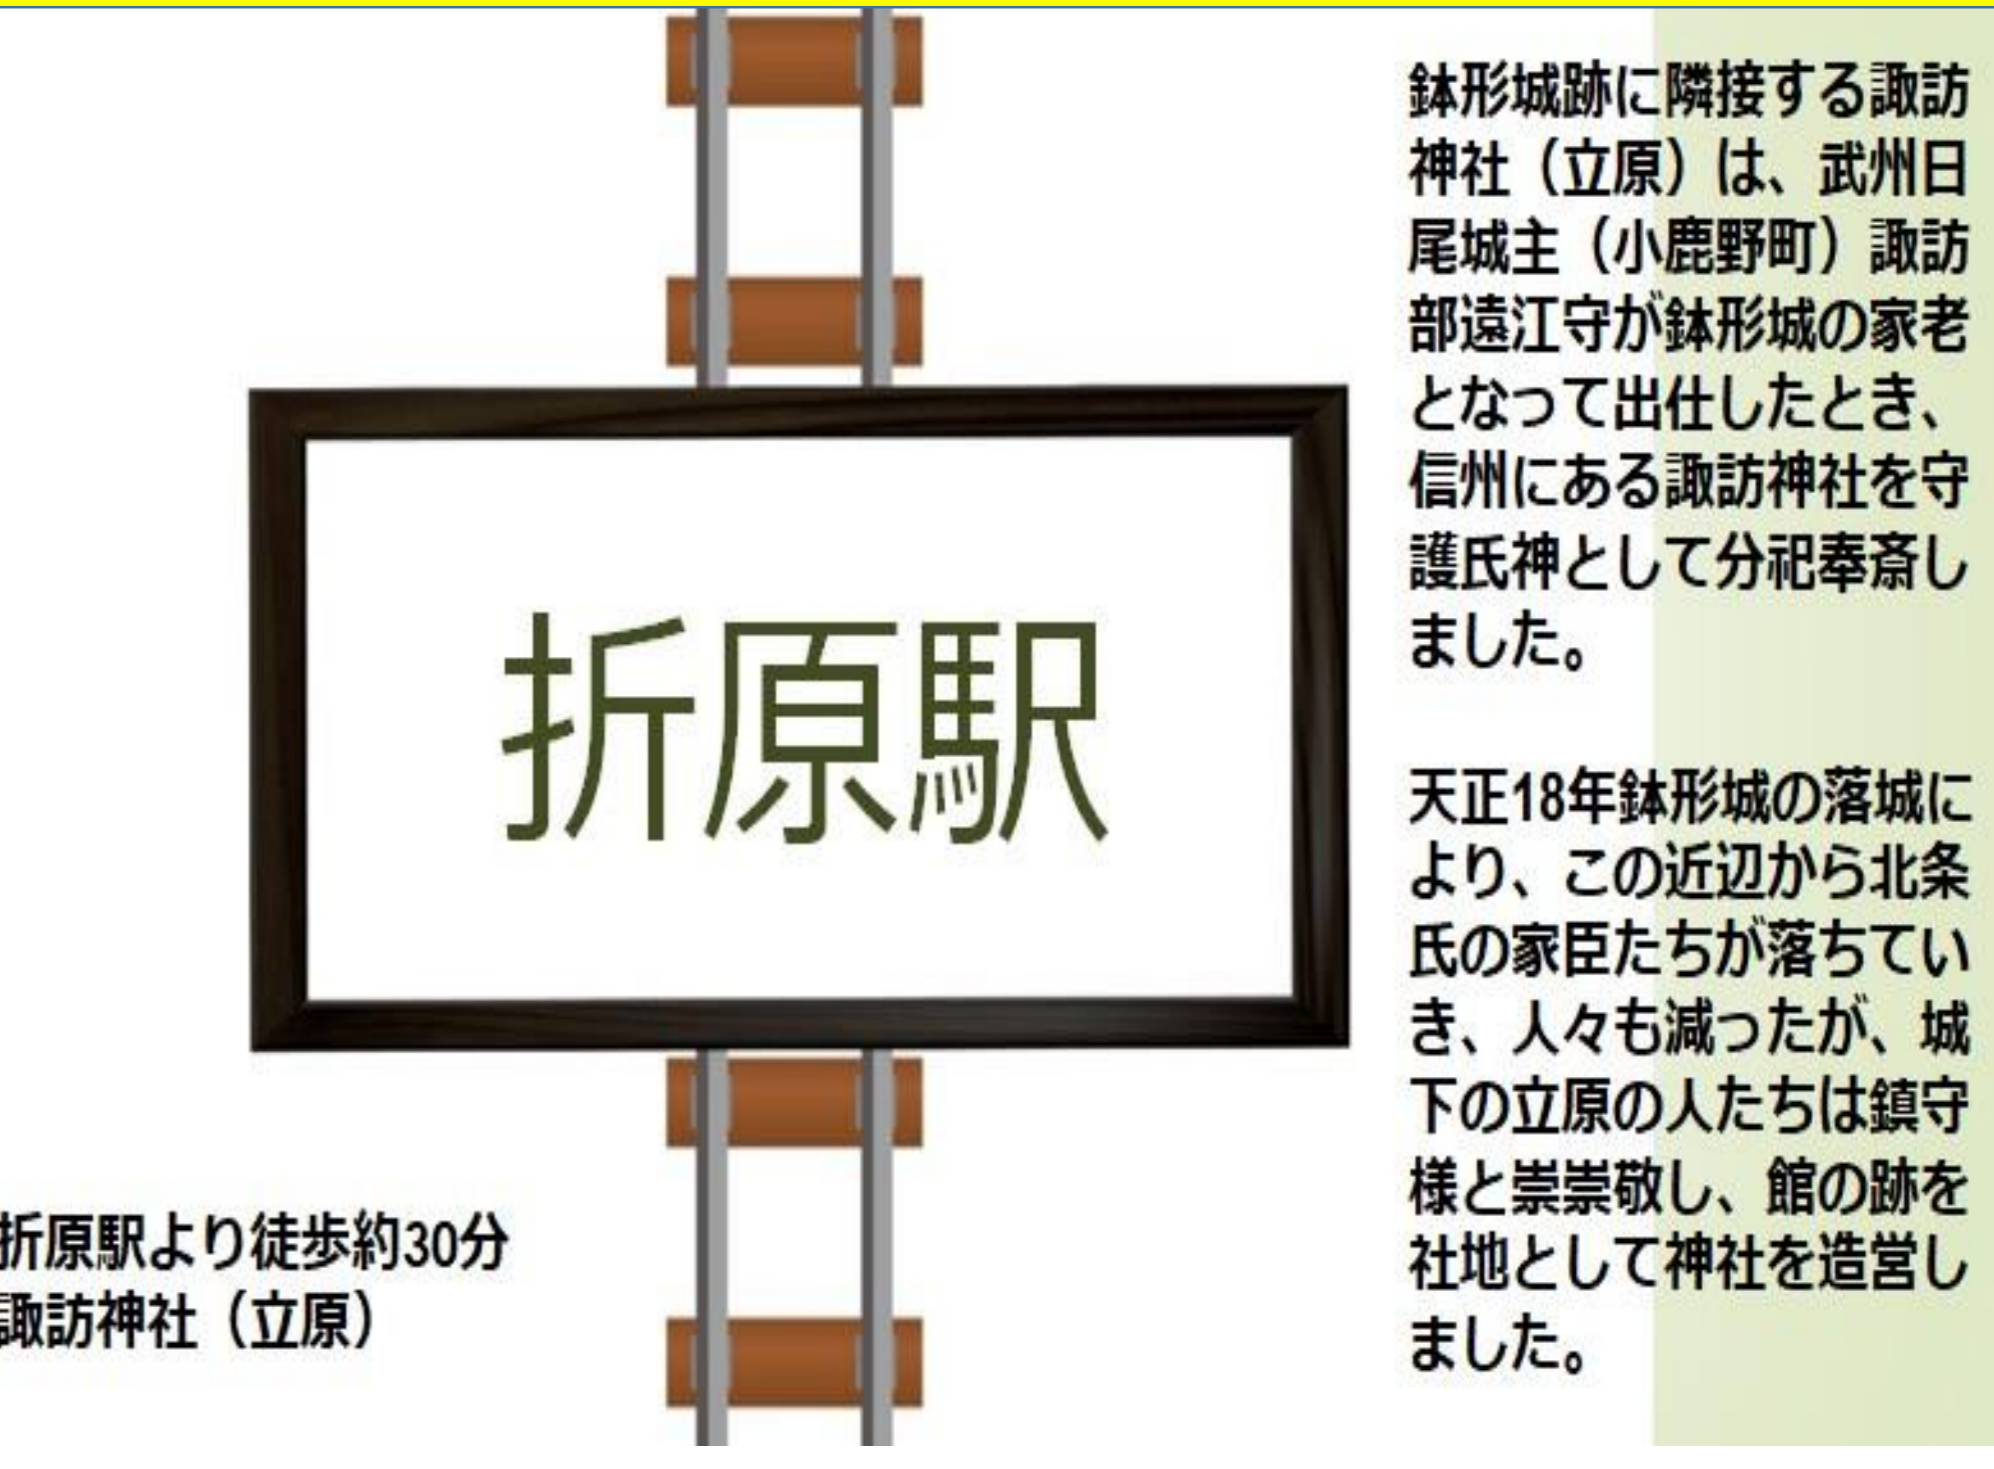 折原駅
折原駅より徒歩約30分
諏訪神社（立原）
鉢形城跡に隣接する諏訪
神社（立原）は、武州日
尾城主（小鹿野町）諏訪
部遠江守が鉢形城の家老
となって出仕したとき、
信州にある諏訪神社を守
護氏神として分祀奉斎し
ました。
天正18年鉢形城の落城に
より、この近辺から北条
氏の家臣たちが落ちてい
き、人々も減ったが、城
下の立原の人たちは鎮守
様と崇崇敬し、館の跡を
社地として神社を造営し
ました。